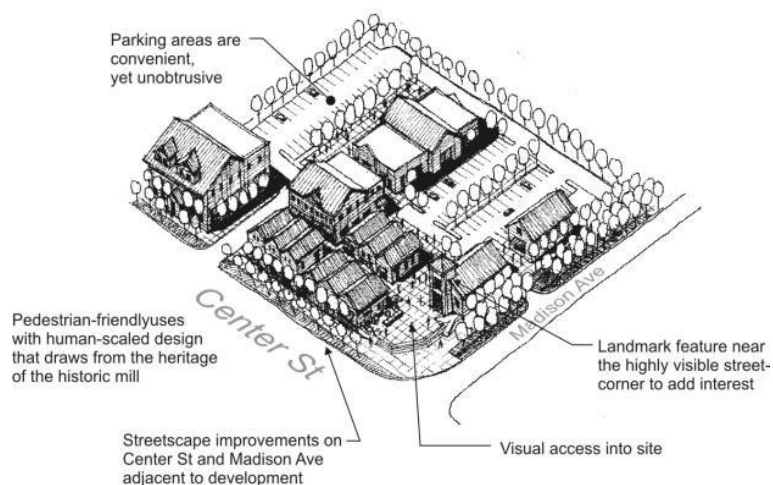 Parking areas are
convenient,
yet unobtrusive
Center St
Madison Ave
Pedestrian-friendlyuses
with human-scaled design
that draws from the heritage
of the historic mill
Landmark feature near
the highly visible street-
corner to add interest
Streetscape improvements on
Center St and Madison Ave
adjacent to development
Visual access into site